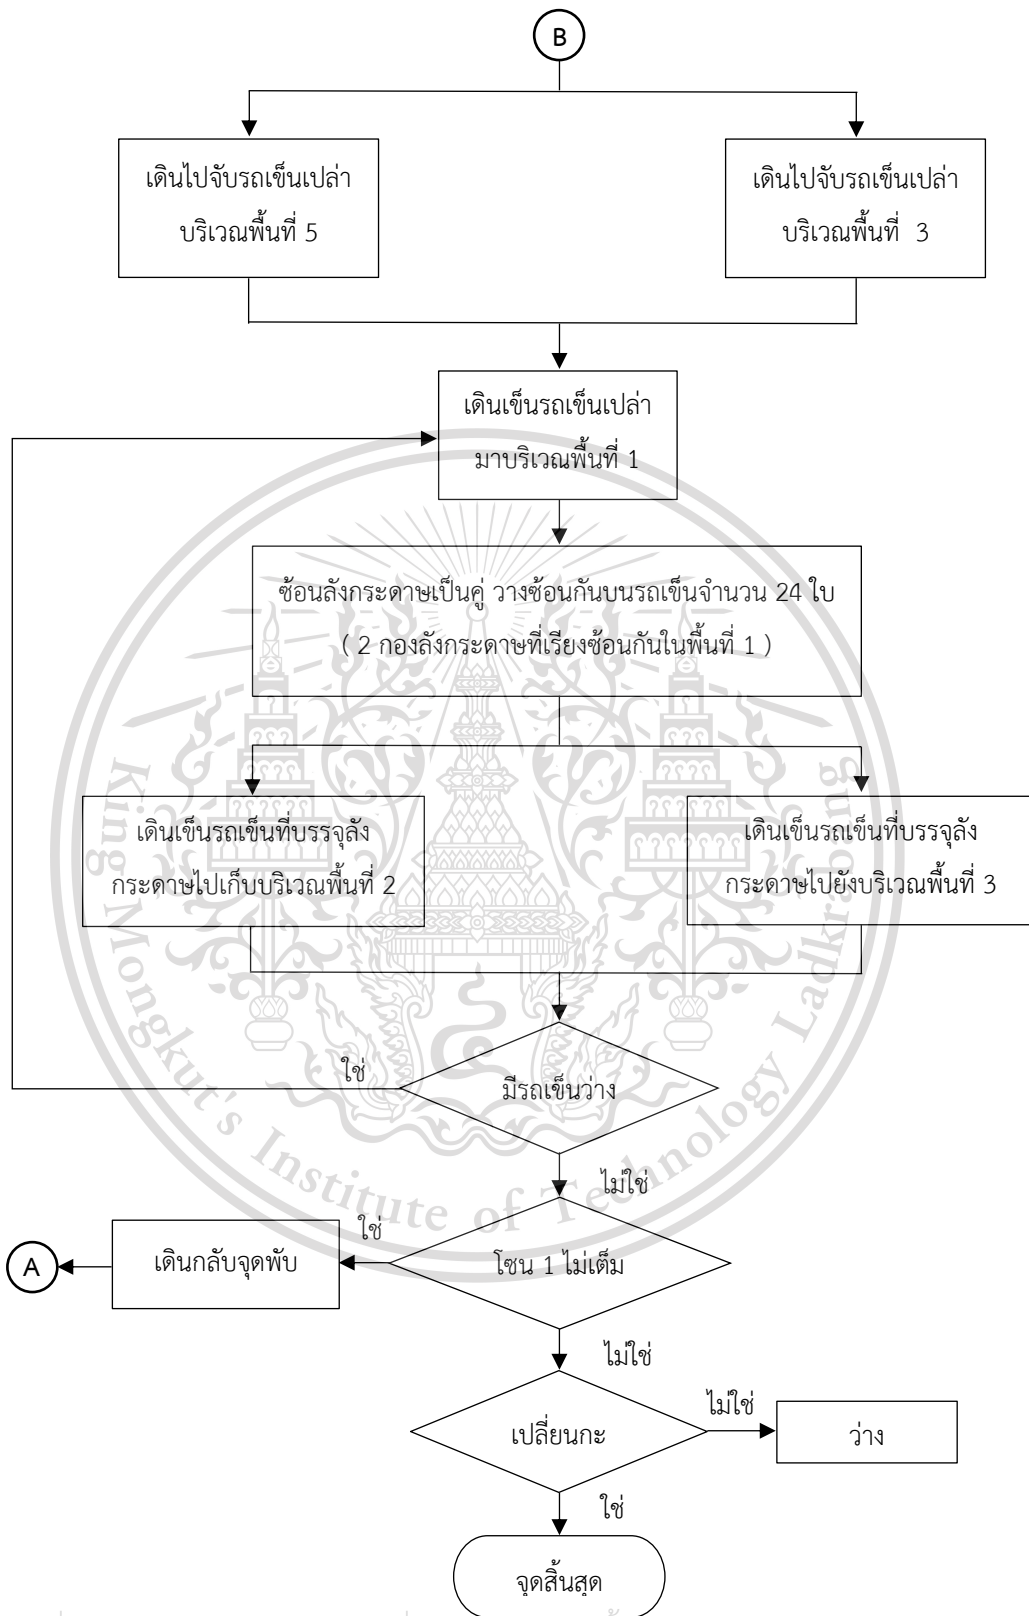 B
เดินไปจับรถเข็นเปล่า
บริเวณพื้นที่ 5
เดินไปจับรถเข็นเปล่า
บริเวณพื้นที่ 3
เดินเข็นรถเข็นเปล่า
มาบริเวณพื้นที่ 1
ซ้อนลังกระดาษเป็นคู่ วางซ้อนกันบนรถเข็นจำนวน 24 ใบ
( 2 กองลังกระดาษที่เรียงซ้อนกันในพื้นที่ 1 )
เดินเข็นรถเข็นที่บรรจุลัง
กระดาษไปเก็บบริเวณพื้นที่ 2
เดินเข็นรถเข็นที่บรรจุลัง
กระดาษไปยังบริเวณพื้นที่ 3
ใช่
มีรถเข็นว่าง
ไม่ใช่
ใช่
A
เดินกลับจุดพับ
โซน 1 ไม่เต็ม
ไม่ใช่
ไม่ใช่
เปลี่ยนกะ
ว่าง
ใช่
จุดสิ้นสุด
King Mongkut's Institute of Technology Ladkrabang